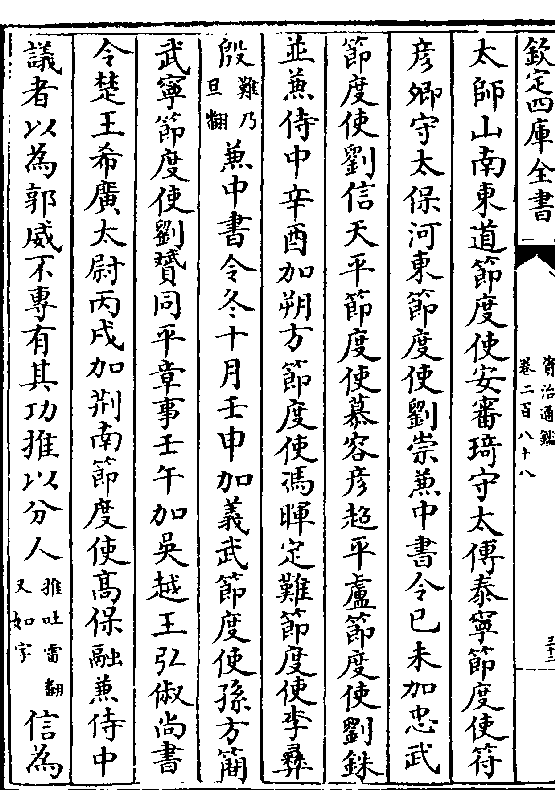 欽定四庫全書
資治通鑑
卷二百八十八
太師山南東道節度使安審琦守太傅泰寧節度使符
彦卿守太保河東節度使劉崇兼中書令已未加忠武
節度使劉信天平節度使慕容彦超平盧節度使劉銖
並兼侍中辛酉加朔方節度使馮暉定難節度使李彞
殷難乃旦翻兼中書令冬十月壬申加義武節度使孫方簡
武寧節度使劉贇同平章事壬午加吳越王弘俶尚書
令楚王希廣太尉丙戌加荆南節度使髙保融兼侍中
議者以為郭威不專有其功推以分人推吐雷翻又如字信為